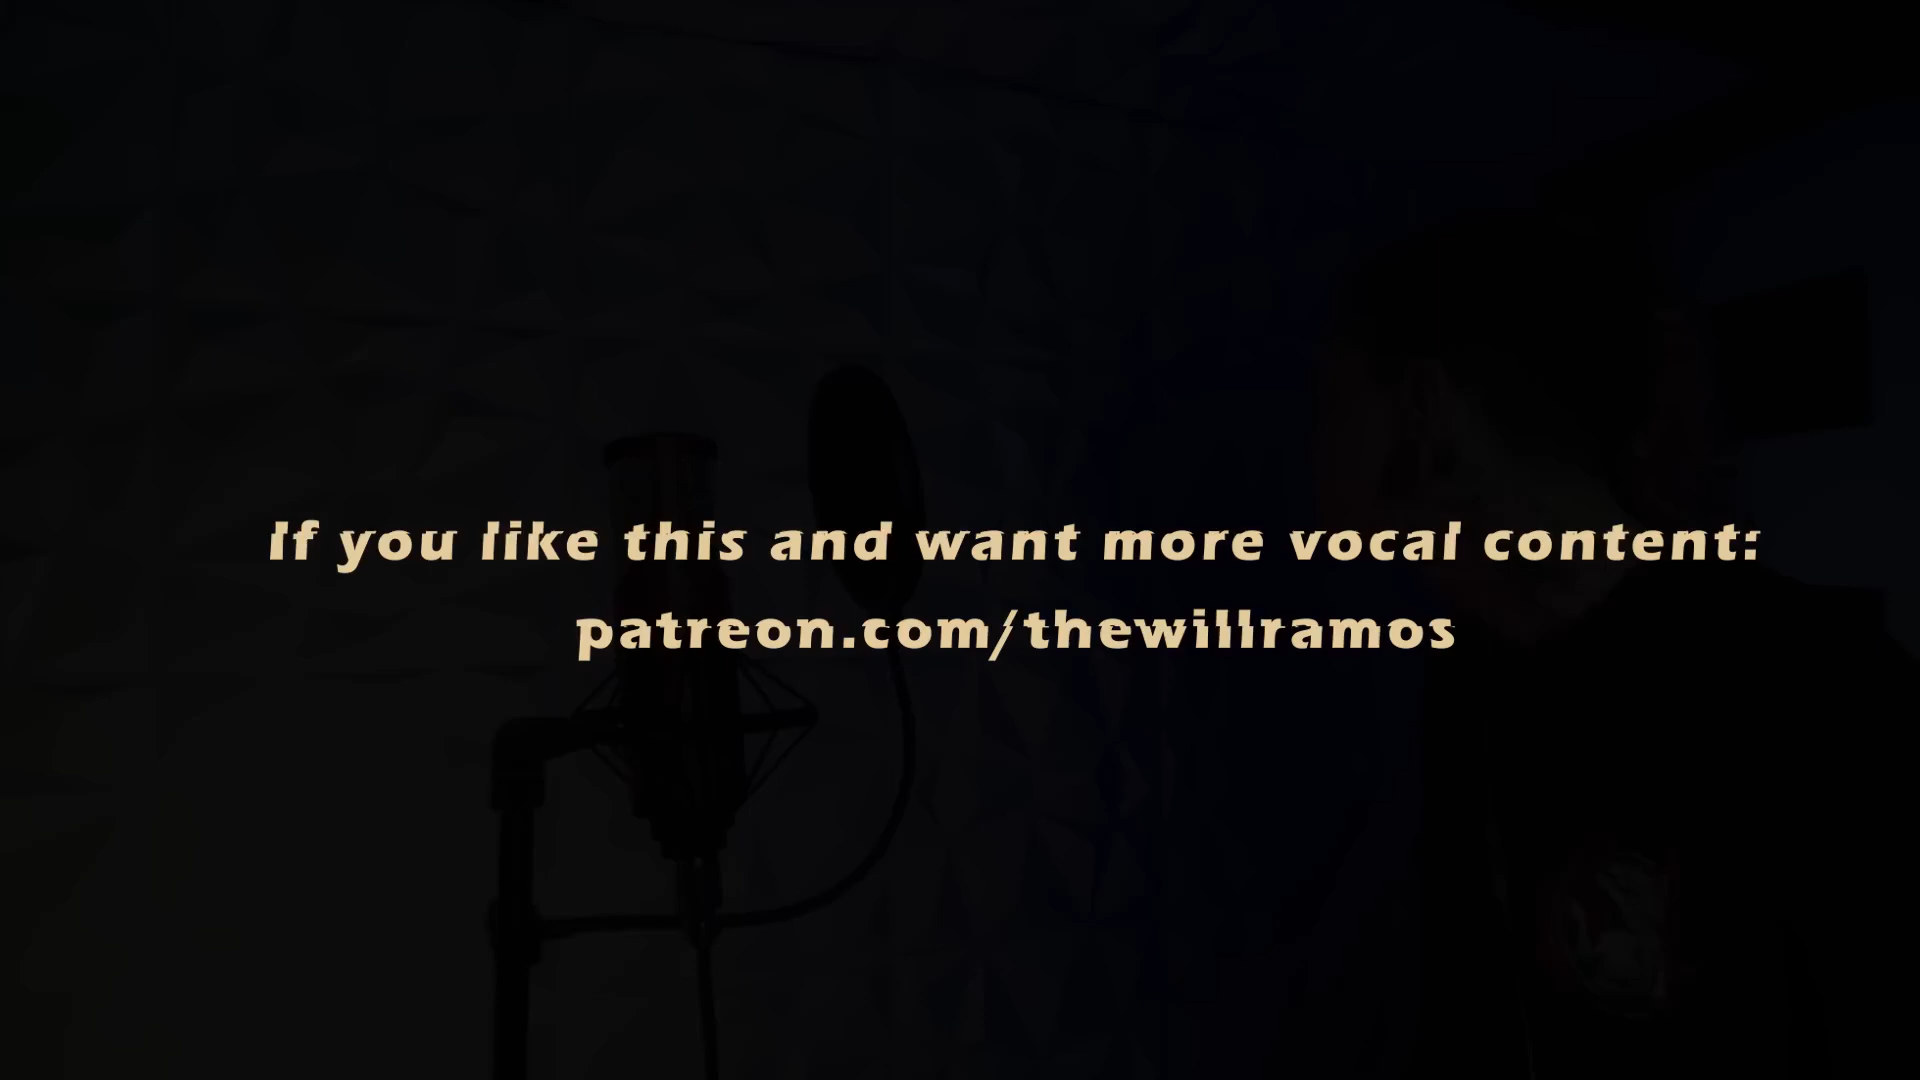 If you like this and want more vocal content:
patreon.com/thewillramos